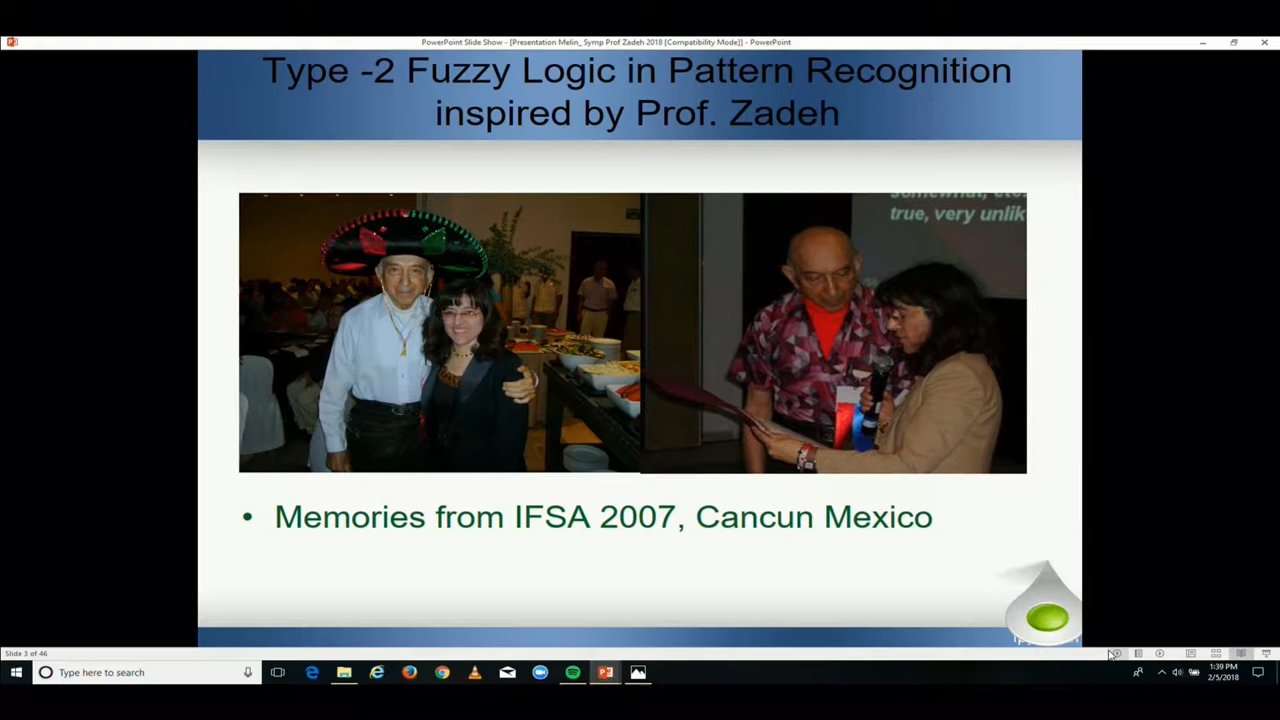 PowerPoint Slide Show - [Presentation Melin_ Symp Prof Zadeh 2018 [Compatibility Mode]] - PowerPoint
Type -2 Fuzzy Logic in Pattern Recognition
inspired by Prof. Zadeh
somewhat, etc.
true, very unlik
• Memories from IFSA 2007, Cancun Mexico
Slide 3 of 46
Type here to search
1:39 PM
2/5/2018